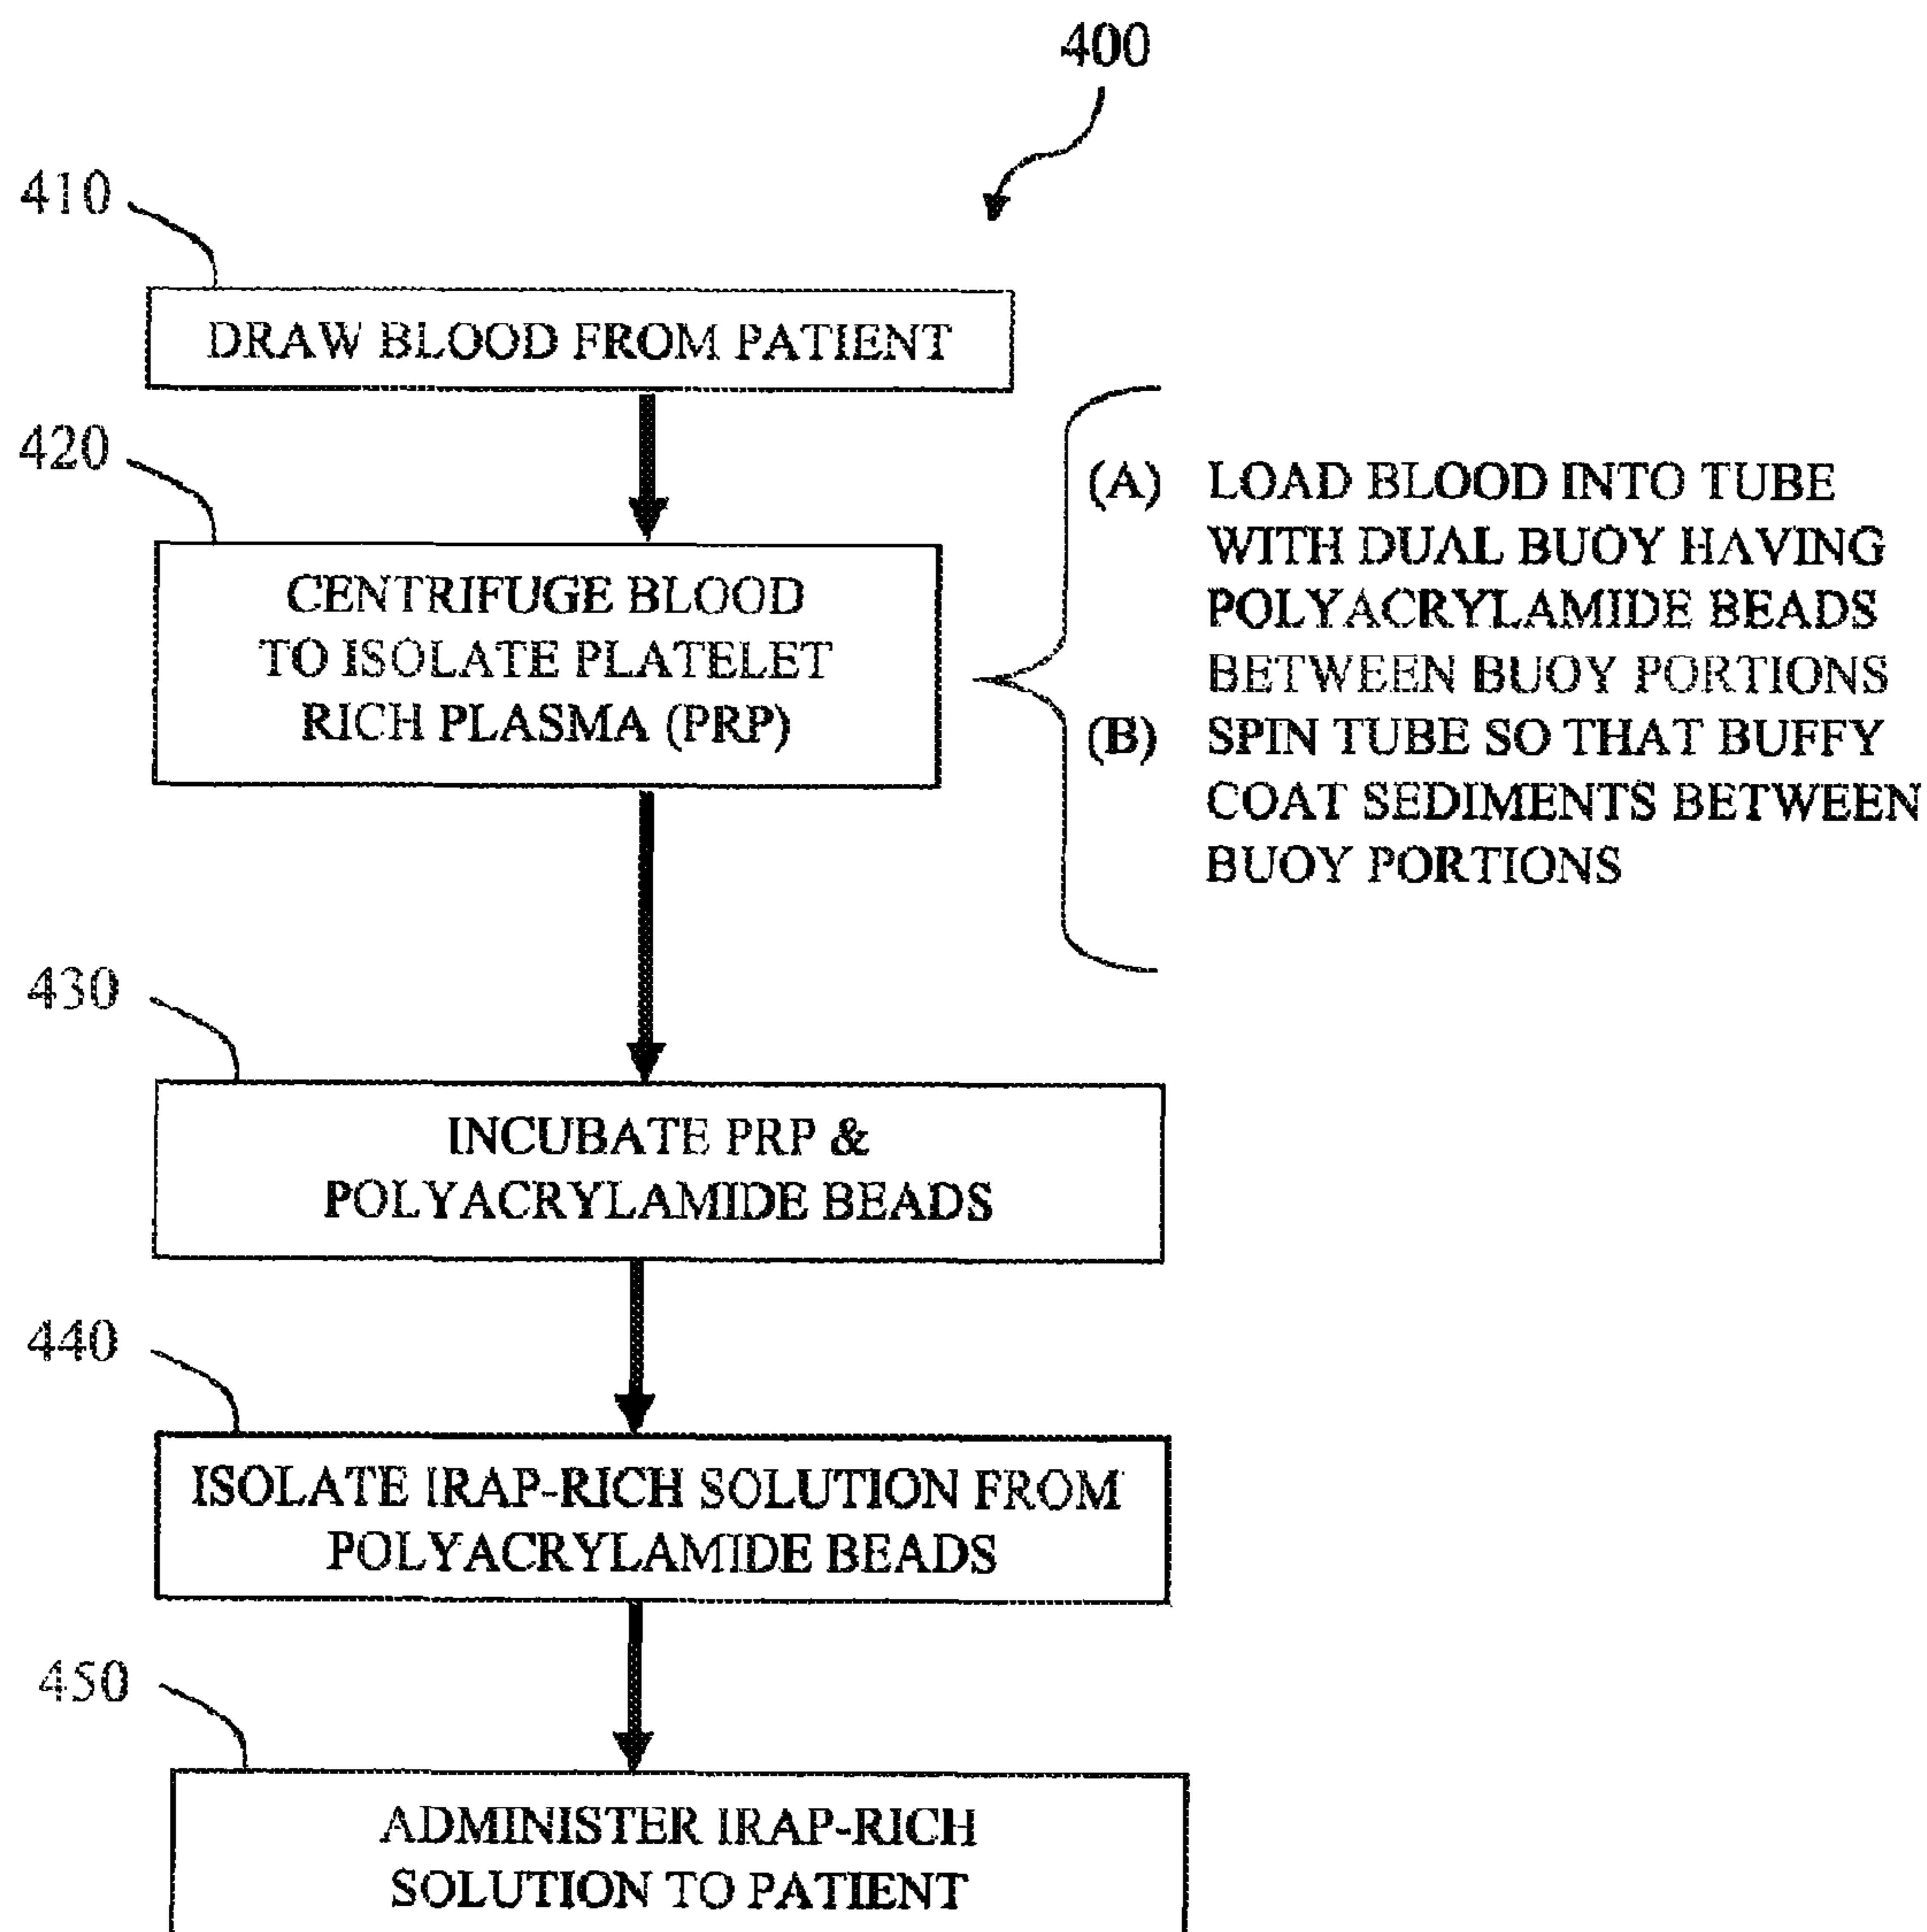 400
410
DRAW BLOOD FROM PATIENT
420
CENTRIFUGE BLOOD
TO ISOLATE PLATELET
RICH PLASMA (PRP)
(A) LOAD BLOOD INTO TUBE
WITH DUAL BUOY HAVING
POLYACRYLAMIDE BEADS
BETWEEN BUOY PORTIONS
(B) SPIN TUBE SO THAT BUFFY
COAT SEDIMENTS BETWEEN
BUOY PORTIONS
430
INCUBATE PRP &
POLYACRYLAMIDE BEADS
440
ISOLATE IRAP-RICH SOLUTION FROM
POLYACRYLAMIDE BEADS
450
ADMINISTER IRAP-RICH
SOLUTION TO PATIENT